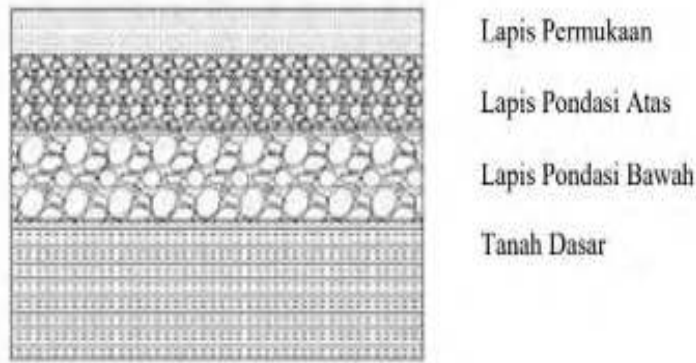 Lapis Permukaan
Lapis Pondasi Atas
Lapis Pondasi Bawah
Tanah Dasar